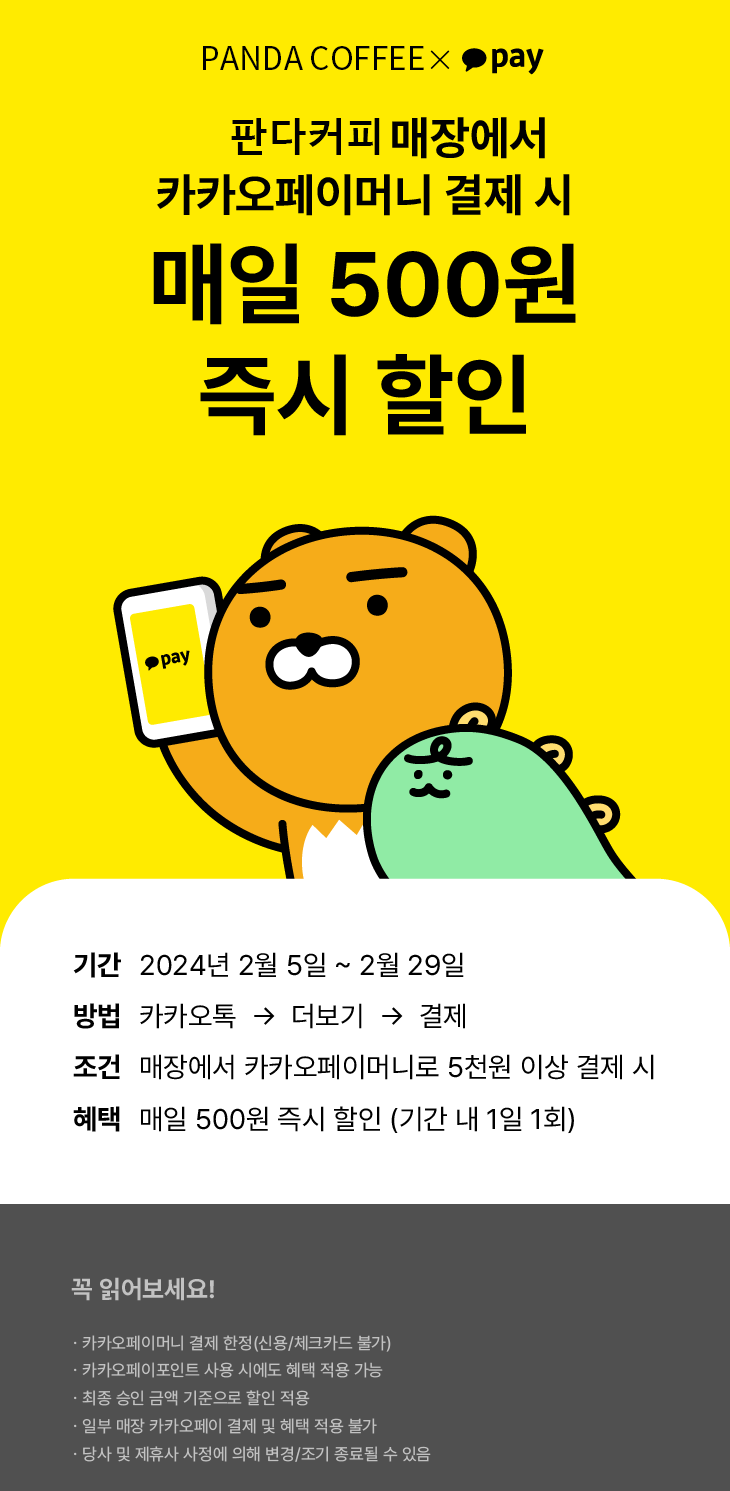 PANDA COFFEE × pay
판다커피 매장에서
카카오페이머니 결제 시
매일 500원
즉시 할인
pay
기간 2024년 2월 5일 ~ 2월 29일
방법 카카오톡 → 더보기 → 결제
조건 매장에서 카카오페이머니로 5천원 이상 결제 시
혜택 매일 500원 즉시 할인 (기간 내 1일 1회)
꼭 읽어보세요!
· 카카오페이머니 결제 한정(신용/체크카드 불가)
· 카카오페이포인트 사용 시에도 혜택 적용 가능
· 최종 승인 금액 기준으로 할인 적용
· 일부 매장 카카오페이 결제 및 혜택 적용 불가
· 당사 및 제휴사 사정에 의해 변경/조기 종료될 수 있음